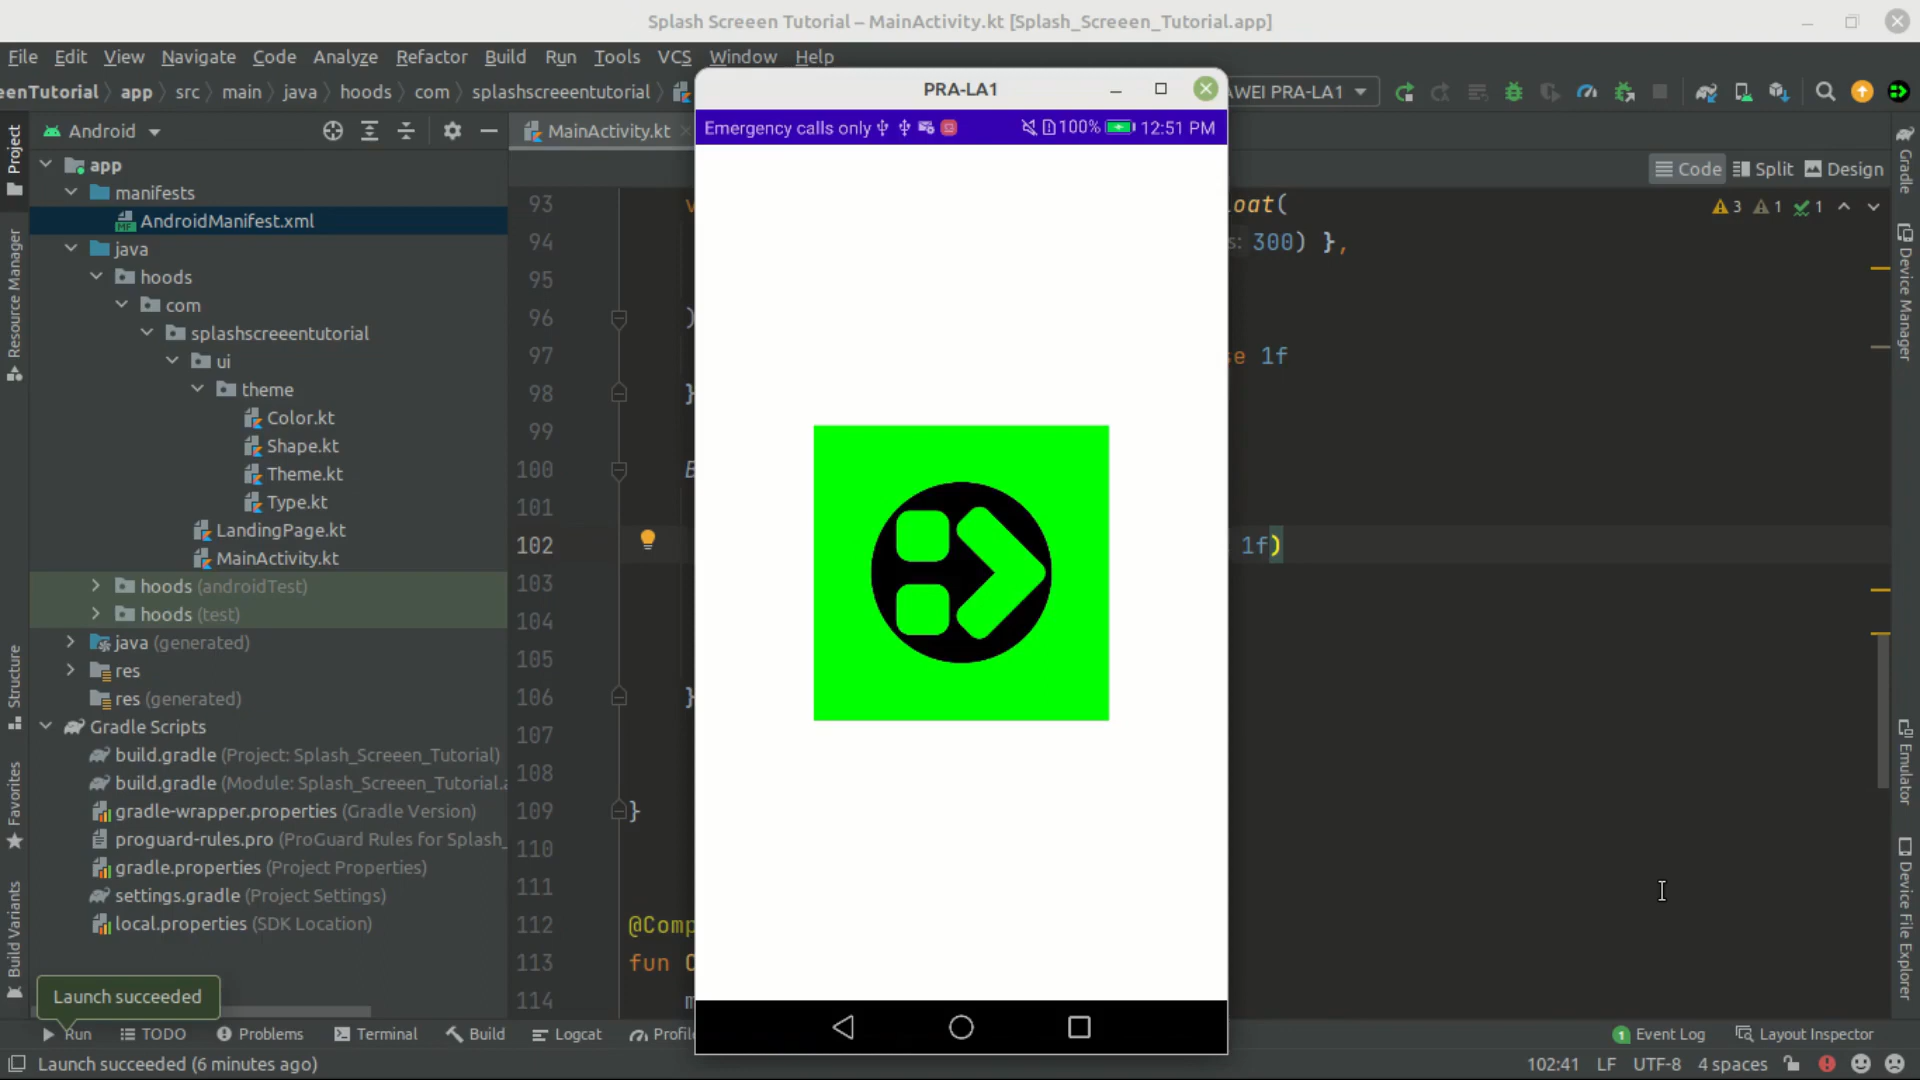 Splash Screeen Tutorial – MainActivity.kt [Splash_Screeen_Tutorial.app]
File Edit View Navigate Code Analyze Refactor Build Run Tools VCS Window Help
eenTutorial app src main java hoods com splashscreeentutorial
AWEI PRA-LA1
PRA-LA1
Emergency calls only 100% 12:51 PM
Android
MainActivity.kt
Code Split Design
3 1 1
Project
Resource Manager
Structure
Favorites
Build Variants
app
manifests
AndroidManifest.xml
java
hoods
com
splashscreeentutorial
ui
theme
Color.kt
Shape.kt
Theme.kt
Type.kt
LandingPage.kt
MainActivity.kt
hoods (androidTest)
hoods (test)
java (generated)
res
res (generated)
Gradle Scripts
build.gradle (Project: Splash_Screeen_Tutorial)
build.gradle (Module: Splash_Screeen_Tutorial.a
gradle-wrapper.properties (Gradle Version)
proguard-rules.pro (ProGuard Rules for Splash_
gradle.properties (Project Properties)
settings.gradle (Project Settings)
local.properties (SDK Location)
93 v oat(
94 s: 300) },
95
96 )
97 se 1f
98 }
99
100 B
101
102 1f)
103
104
105
106 }
107
108
109 }
110
111
112 @Comp
113 fun
114 m
Gradle
Device Manager
Emulator
Device File Explorer
Launch succeeded
Run TODO Problems Terminal Build Logcat Profile
1 Event Log Layout Inspector
Launch succeeded (6 minutes ago)
102:41 LF UTF-8 4 spaces